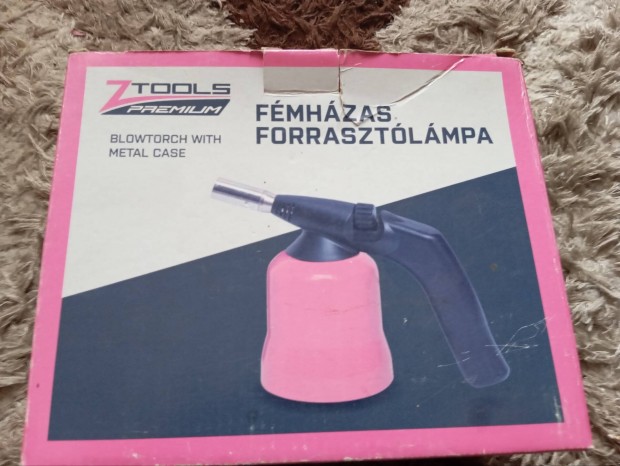 ZTOOLS
PREMIUM
BLOWTORCH WITH
METAL CASE
FÉMHÁZAS
FORRASZTÓLÁMPA